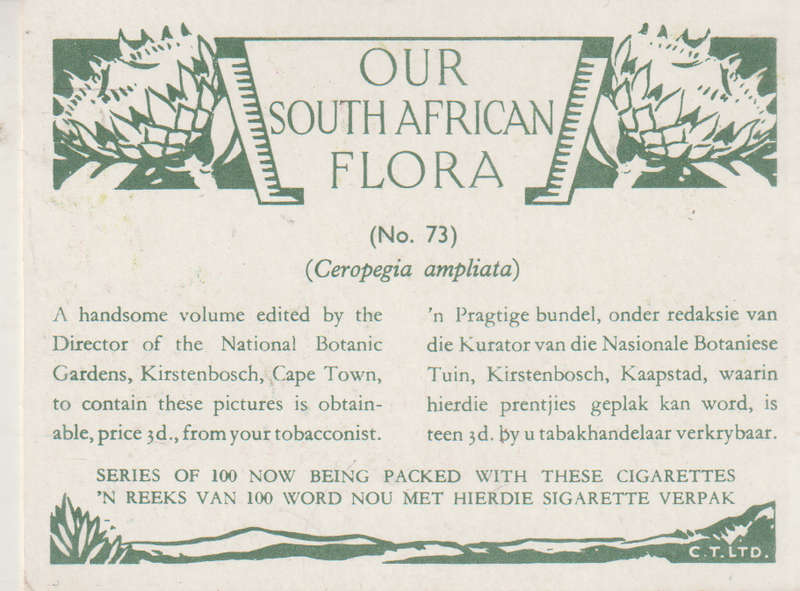 OUR
SOUTH AFRICAN
FLORA
(No. 73)
(Ceropegia ampliata)
A handsome volume edited by the
Director of the National Botanic
Gardens, Kirstenbosch, Cape Town,
to contain these pictures is obtain-
able, price 3d., from your tobacconist.
'n Pragtige bundel, onder redaksie van
die Kurator van die Nasionale Botaniese
Tuin, Kirstenbosch, Kaapstad, waarin
hierdie prentjies geplak kan word, is
teen 3d. by u tabakhandelaar verkrybaar.
SERIES OF 100 NOW BEING PACKED WITH THESE CIGARETTES
'N REEKS VAN 100 WORD NOU MET HIERDIE SIGARETTE VERPAK
C.T.LTD.